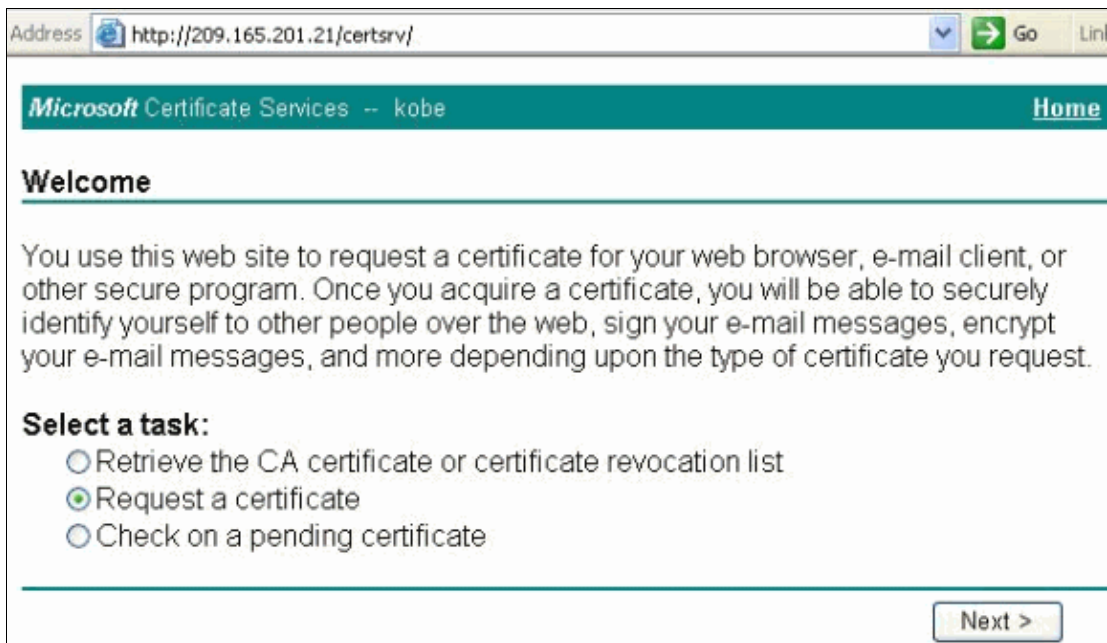 Address http://209.165.201.21/certsrv/ Go
Microsoft Certificate Services -- kobe Home
Welcome
You use this web site to request a certificate for your web browser, e-mail client, or
other secure program. Once you acquire a certificate, you will be able to securely
identify yourself to other people over the web, sign your e-mail messages, encrypt
your e-mail messages, and more depending upon the type of certificate you request.
Select a task:
Retrieve the CA certificate or certificate revocation list
Request a certificate
Check on a pending certificate
Next >